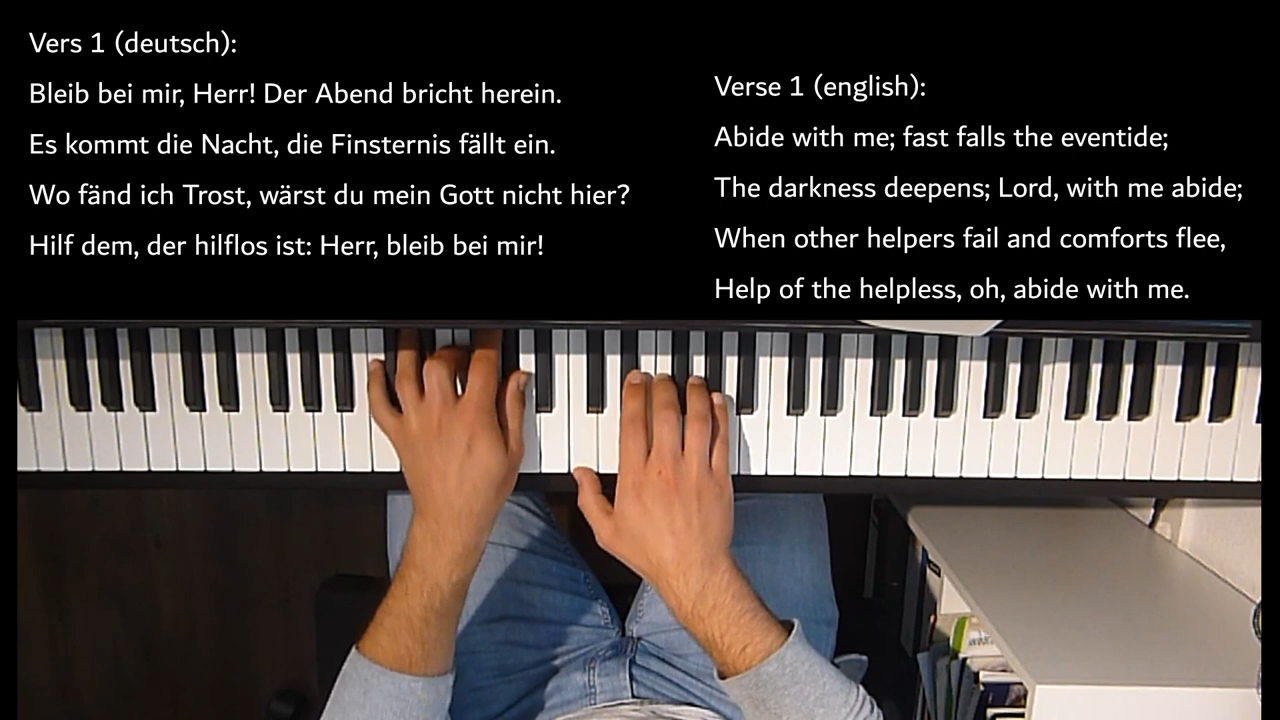 Vers 1 (deutsch):
Bleib bei mir, Herr! Der Abend bricht herein.
Es kommt die Nacht, die Finsternis fällt ein.
Wo fänd ich Trost, wärst du mein Gott nicht hier?
Hilf dem, der hilflos ist: Herr, bleib bei mir!
Verse 1 (english):
Abide with me; fast falls the eventide;
The darkness deepens; Lord, with me abide;
When other helpers fail and comforts flee,
Help of the helpless, oh, abide with me.